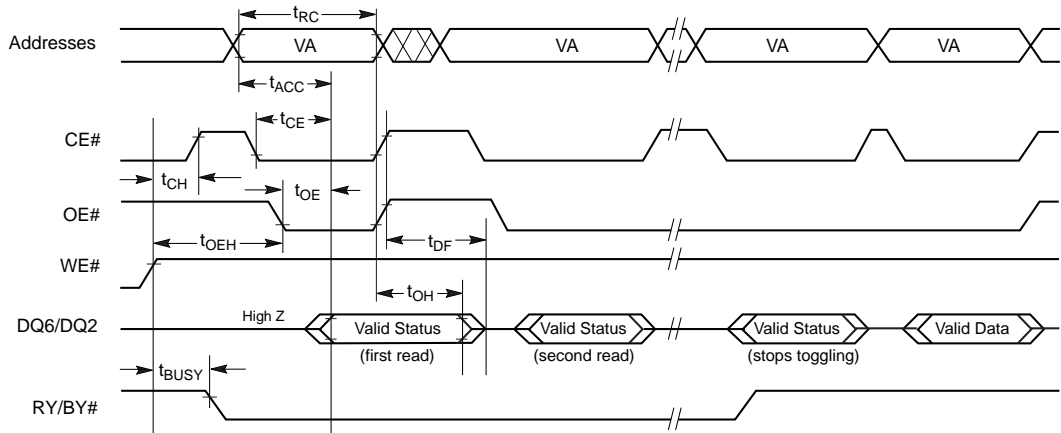 tRC
Addresses VA VA VA VA
tACC
tCE
CE#
tCH tOE
OE#
tOEH tDF
WE#
tOH
DQ6/DQ2 High Z Valid Status Valid Status Valid Status Valid Data
(first read) (second read) (stops toggling)
tBUSY
RY/BY#